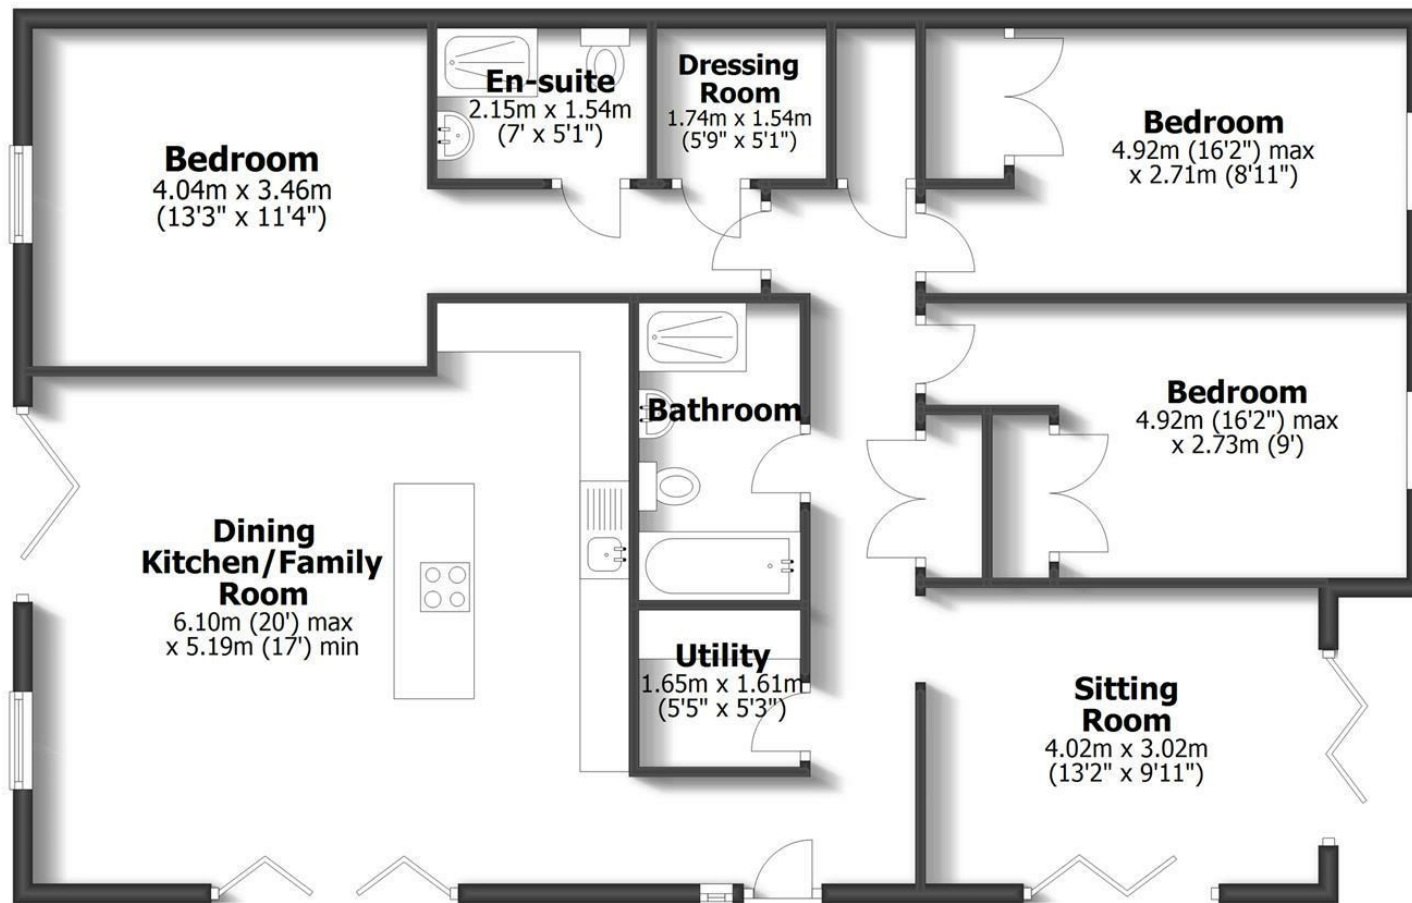 En-suite
2.15m x 1.54m
(7' x 5'1")
Dressing
Room
1.74m x 1.54m
(5'9" x 5'1")
Bedroom
4.92m (16'2") max
x 2.71m (8'11")
Bedroom
4.04m x 3.46m
(13'3" x 11'4")
Bathroom
Bedroom
4.92m (16'2") max
x 2.73m (9')
Dining
Kitchen/Family
Room
6.10m (20') max
x 5.19m (17') min
Utility
1.65m x 1.61m
(5'5" x 5'3")
Sitting
Room
4.02m x 3.02m
(13'2" x 9'11")